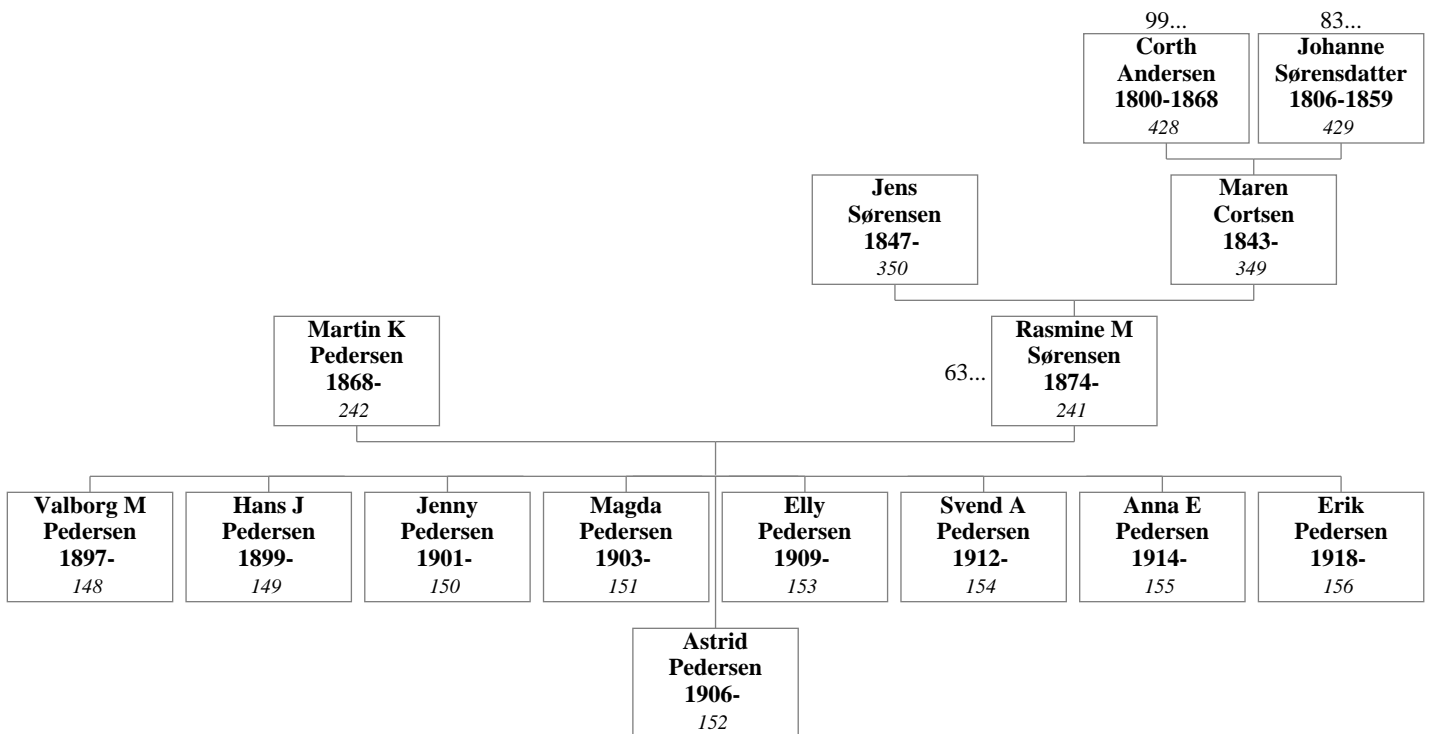 99...
Corth
Andersen
1800-1868
428
83...
Johanne
Sørensdatter
1806-1859
429
Jens
Sørensen
1847-
350
Maren
Cortsen
1843-
349
Martin K
Pedersen
1868-
242
63...
Rasmine M
Sørensen
1874-
241
Valborg M
Pedersen
1897-
148
Hans J
Pedersen
1899-
149
Jenny
Pedersen
1901-
150
Magda
Pedersen
1903-
151
Elly
Pedersen
1909-
153
Svend A
Pedersen
1912-
154
Anna E
Pedersen
1914-
155
Erik
Pedersen
1918-
156
Astrid
Pedersen
1906-
152